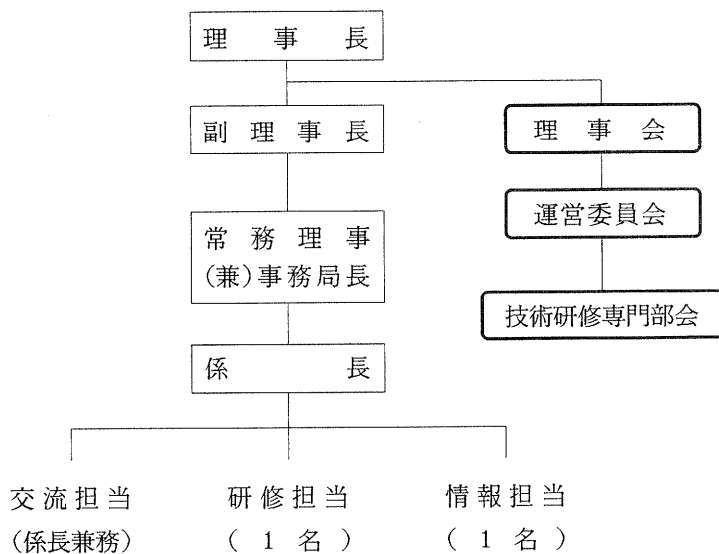 理事長
副理事長
理事会
運営委員会
常務理事
(兼)事務局長
技術研修専門部会
係長
交流担当
(係長兼務)
研修担当
(1名)
情報担当
(1名)